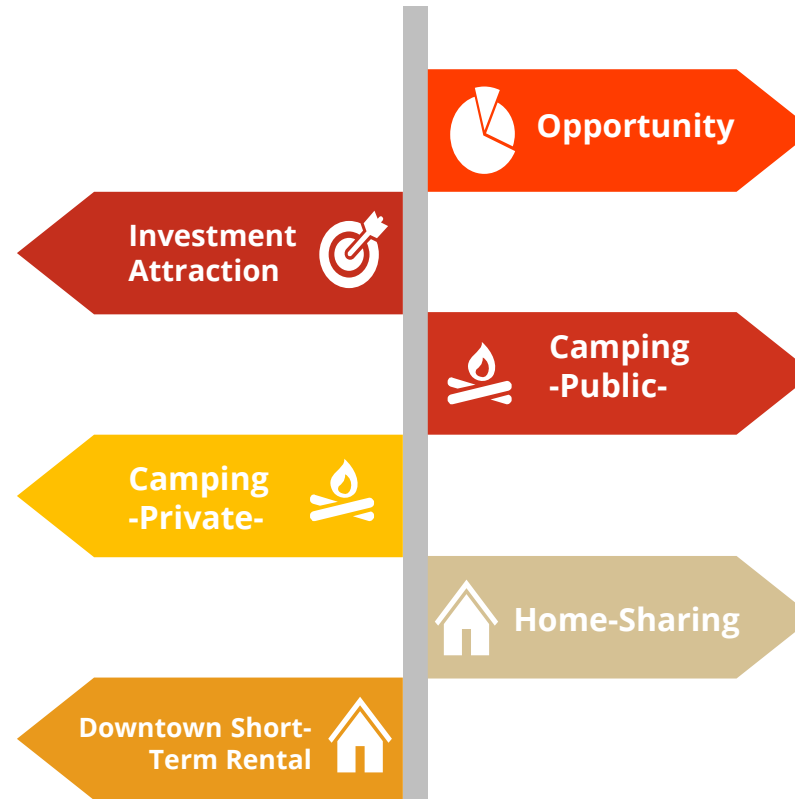 Opportunity
Investment
Attraction
Camping
-Public-
Camping
-Private-
Home-Sharing
Downtown Short-
Term Rental